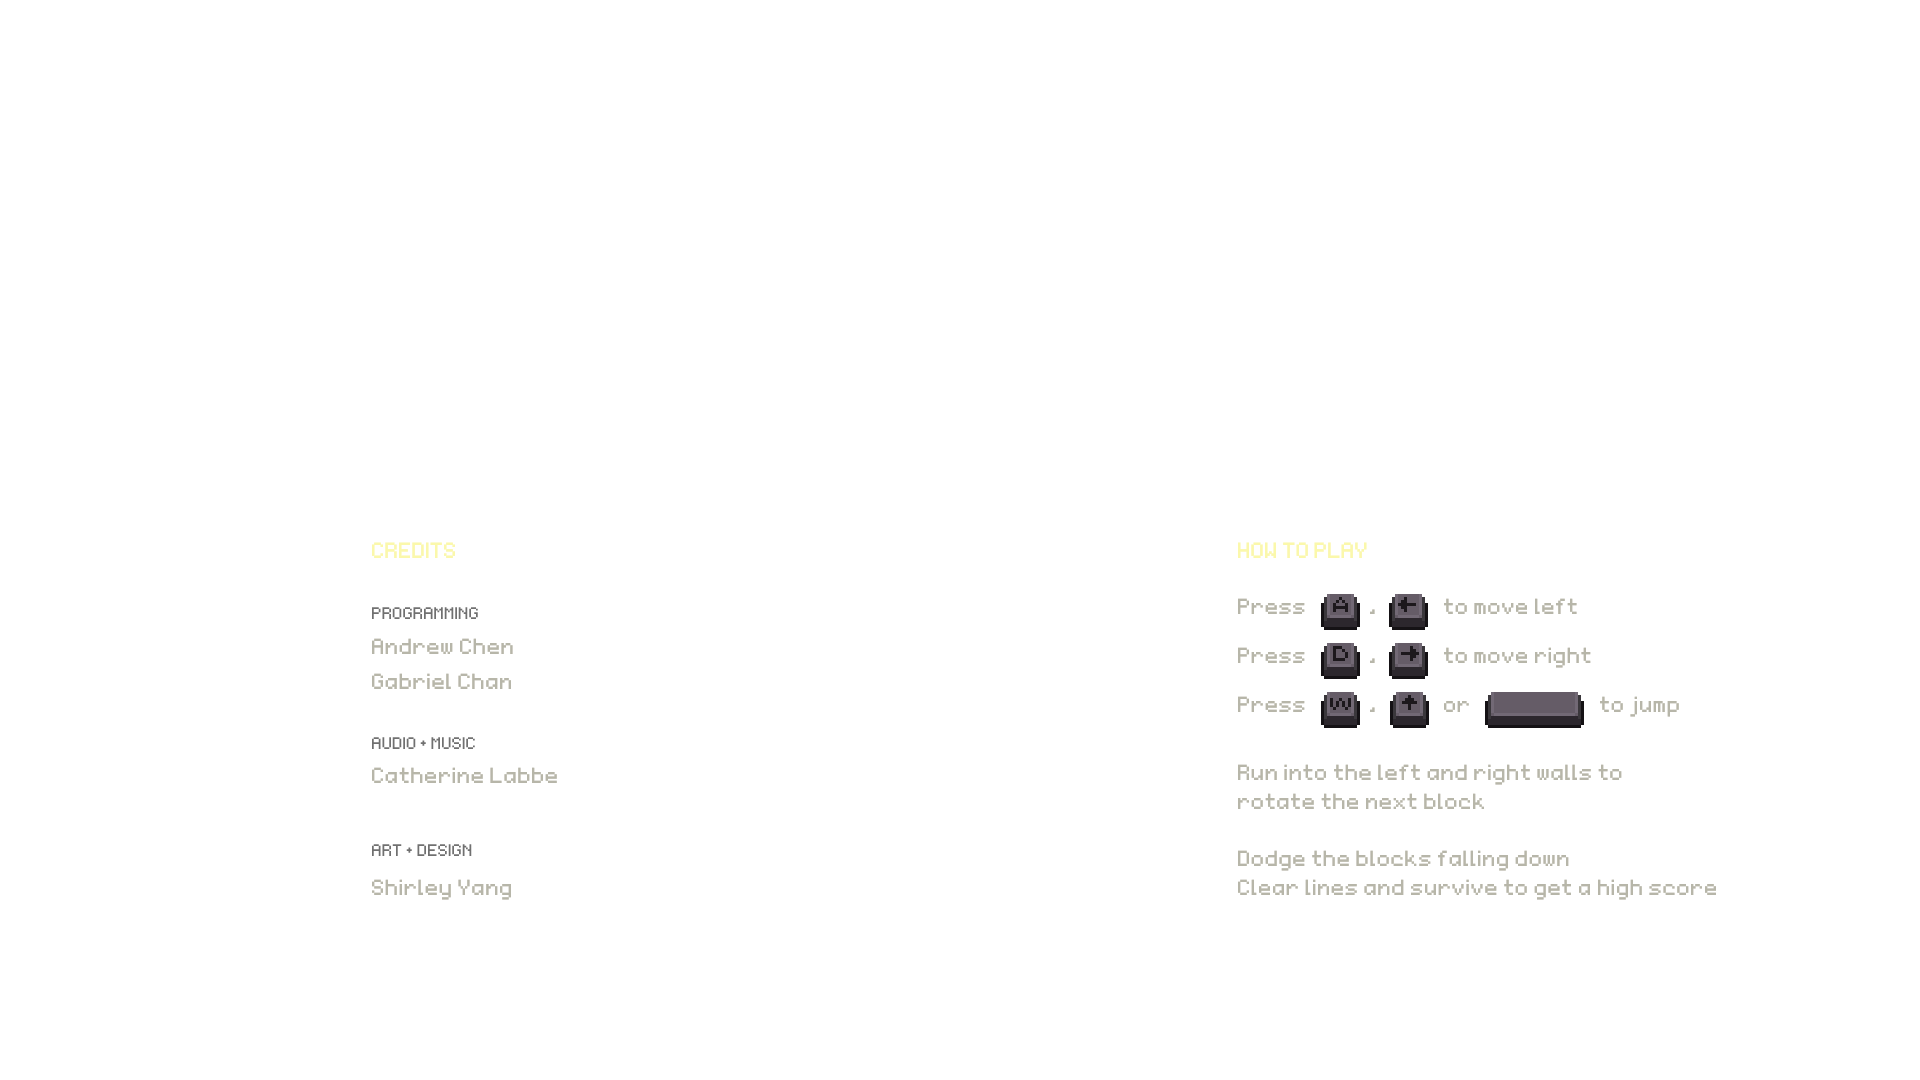 CREDITS
PROGRAMMING
Andrew Chen
Gabriel Chan
AUDIO + MUSIC
Catherine Labbe
ART + DESIGN
Shirley Yang
HOW TO PLAY
Press A , ← to move left
Press D , → to move right
Press W , ↑ or to jump
Run into the left and right walls to
rotate the next block
Dodge the blocks falling down
Clear lines and survive to get a high score